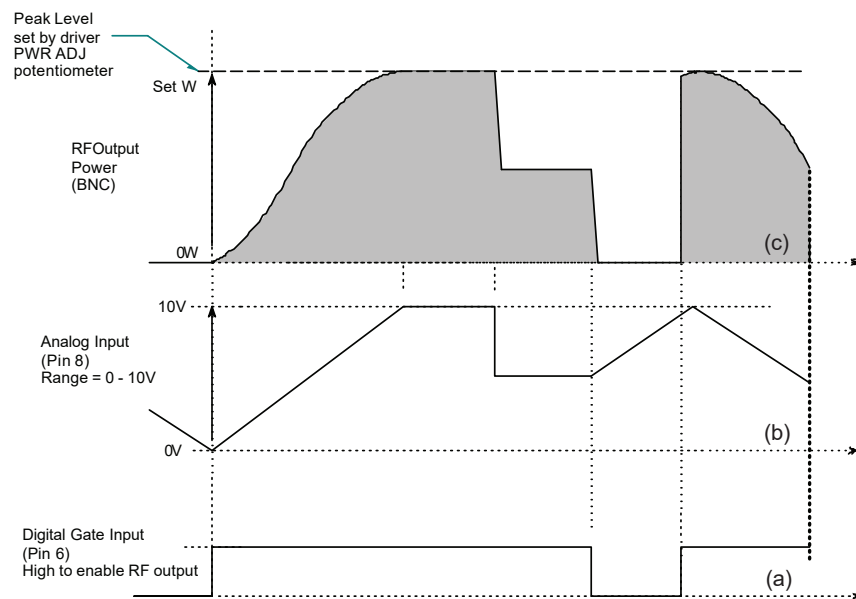 Peak Level
set by driver
PWR ADJ
potentiometer
Set W
RFOutput
Power
(BNC)
0W
(c)
10V
Analog Input
(Pin 8)
Range = 0 - 10V
0V
(b)
Digital Gate Input
(Pin 6)
High to enable RF output
(a)